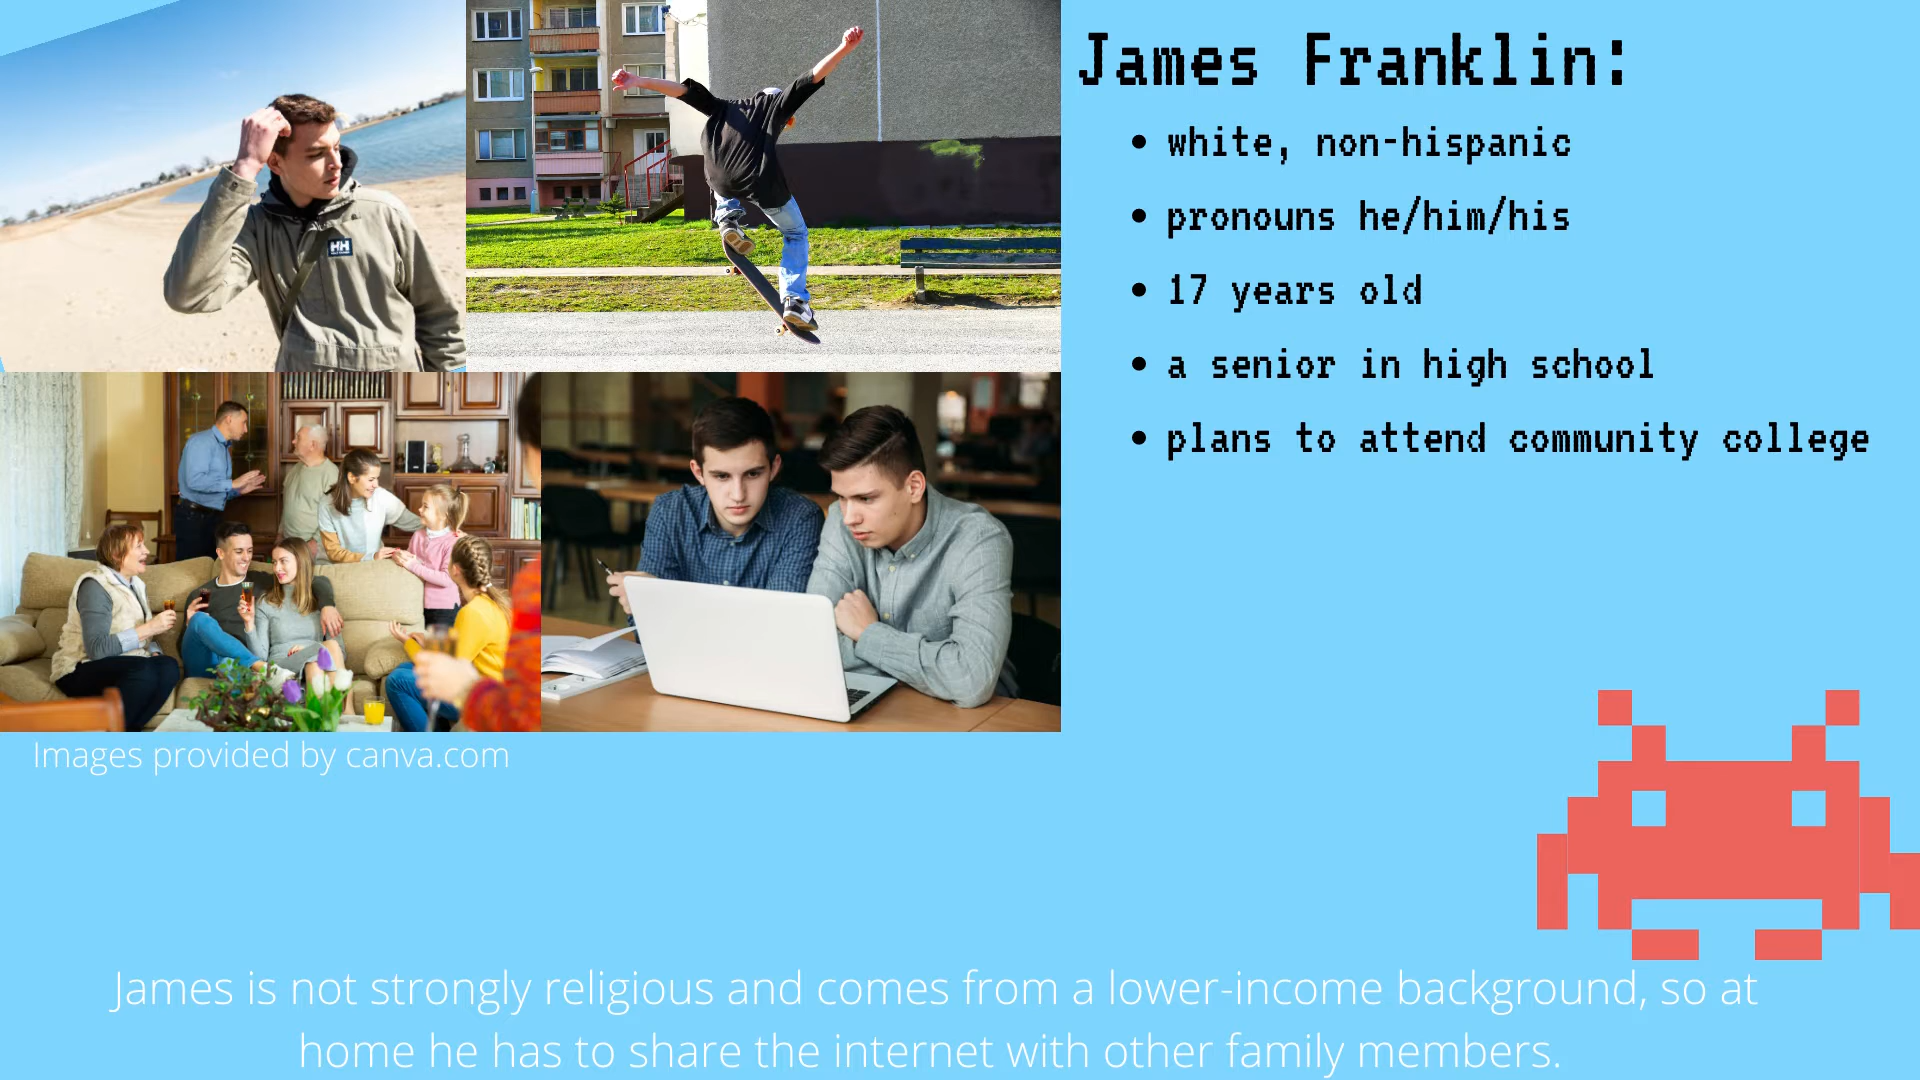 James Franklin:
• white, non-hispanic
• pronouns he/him/his
• 17 years old
• a senior in high school
• plans to attend community college
HH
Images provided by canva.com
James is not strongly religious and comes from a lower-income background, so at
home he has to share the internet with other family members.